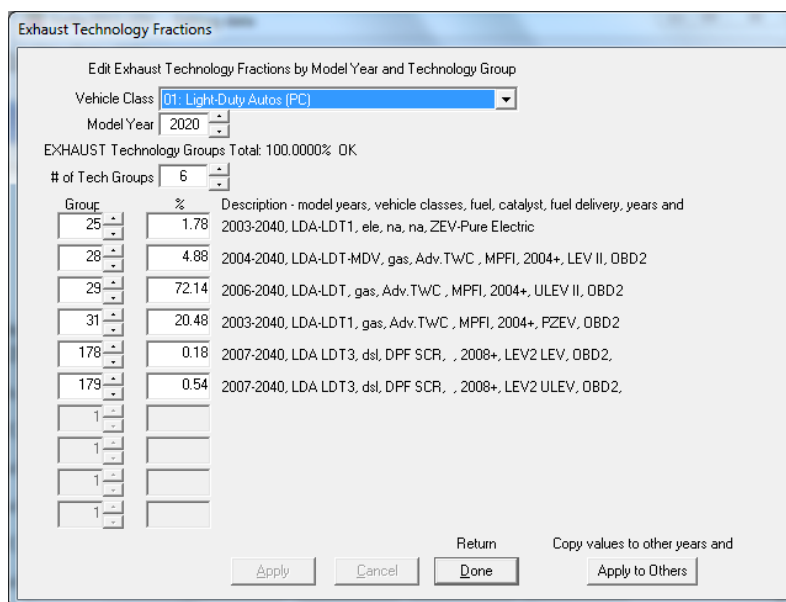 Exhaust Technology Fractions
Edit Exhaust Technology Fractions by Model Year and Technology Group
Vehicle Class 01: Light-Duty Autos (PC)
Model Year 2020
EXHAUST Technology Groups Total: 100.0000% OK
# of Tech Groups 6
Group % Description - model years, vehicle classes, fuel, catalyst, fuel delivery, years and
25 1.78 2003-2040, LDA-LDT1, ele, na, na, ZEV-Pure Electric
28 4.88 2004-2040, LDA-LDT-MDV, gas, Adv.TWC , MPFI, 2004+, LEV II, OBD2
29 72.14 2006-2040, LDA-LDT, gas, Adv.TWC , MPFI, 2004+, ULEV II, OBD2
31 20.48 2003-2040, LDA-LDT1, gas, Adv.TWC , MPFI, 2004+, PZEV, OBD2
178 0.18 2007-2040, LDA LDT3, dsl, DPF SCR, , 2008+, LEV2 LEV, OBD2,
179 0.54 2007-2040, LDA LDT3, dsl, DPF SCR, , 2008+, LEV2 ULEV, OBD2,
1
1
1
1
Return Copy values to other years and
Apply Cancel Done Apply to Others